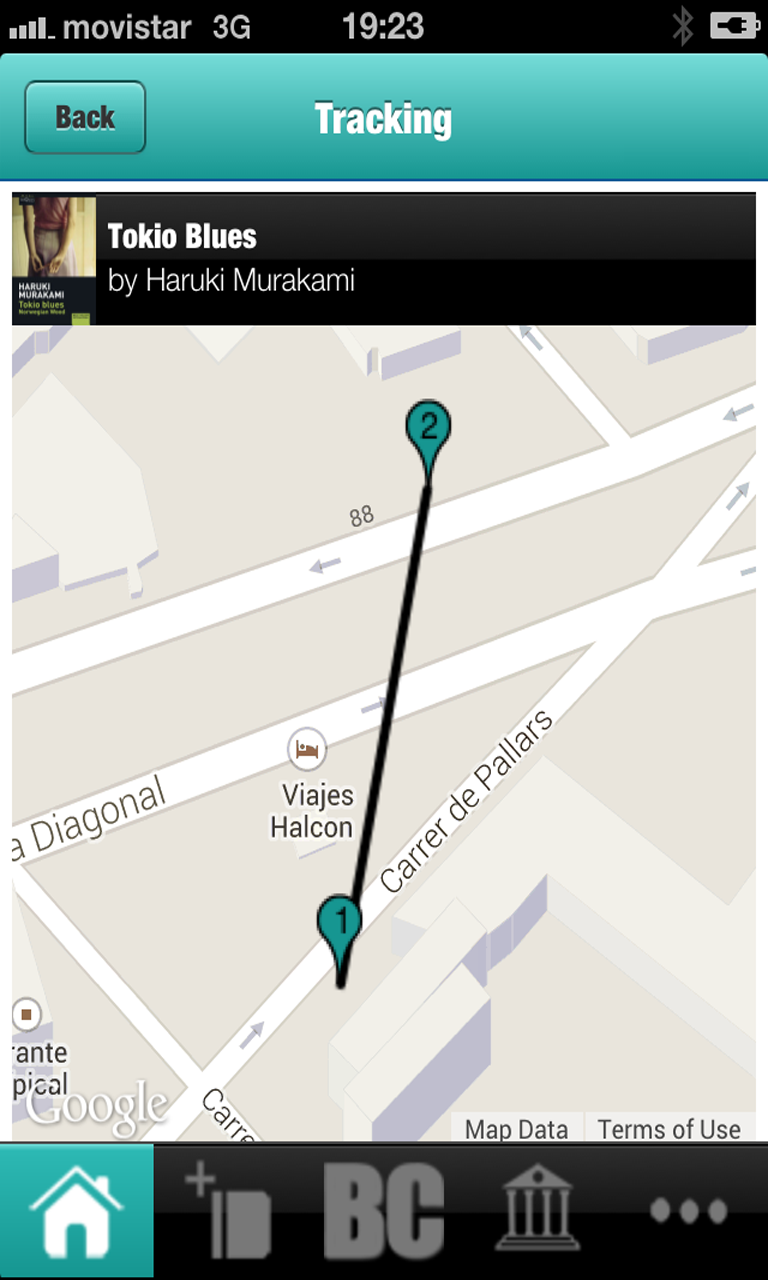 movistar 3G 19:23
Back
Tracking
Tokio Blues
by Haruki Murakami
HARUKI
MURAKAMI
Tokio blues
Norwegian Wood
2
88
Carrer de Pallars
a Diagonal
Viajes
Halcon
1
rante
pical
Google
Carre
Map Data
Terms of Use
BC